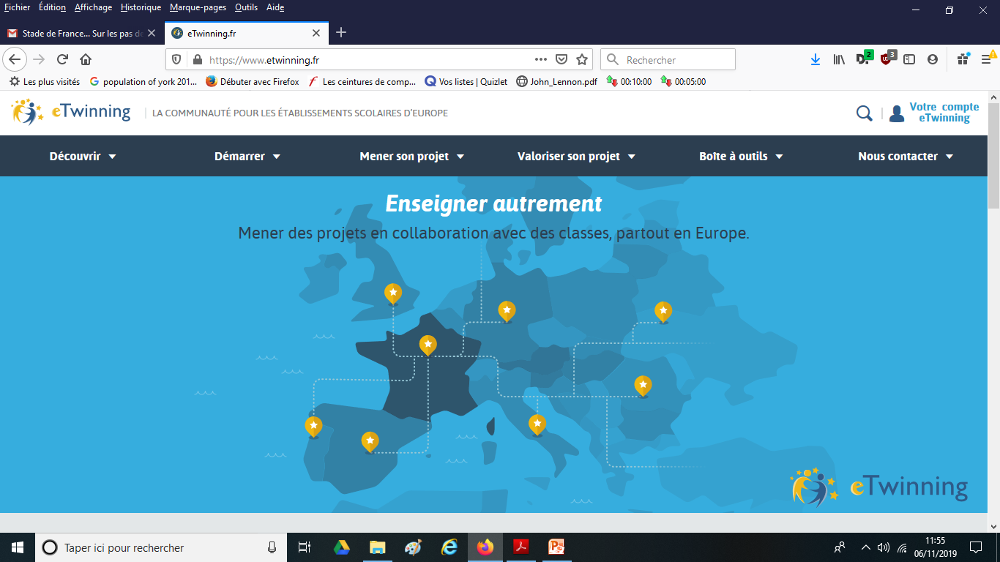 Fichier Édition Affichage Historique Marque-pages Outils Aide
Stade de France... Sur les pas de
eTwinning.fr
https://www.etwinning.fr
Rechercher
2
3
Les plus visités
population of york 201...
Débuter avec Firefox
Les ceintures de comp...
Vos listes | Quizlet
John_Lennon.pdf
00:10:00
00:05:00
eTwinning
LA COMMUNAUTÉ POUR LES ÉTABLISSEMENTS SCOLAIRES D'EUROPE
Votre compte
eTwinning
Découvrir
Démarrer
Mener son projet
Valoriser son projet
Boîte à outils
Nous contacter
Enseigner autrement
Mener des projets en collaboration avec des classes, partout en Europe.
eTwinning
Taper ici pour rechercher
11:55
06/11/2019